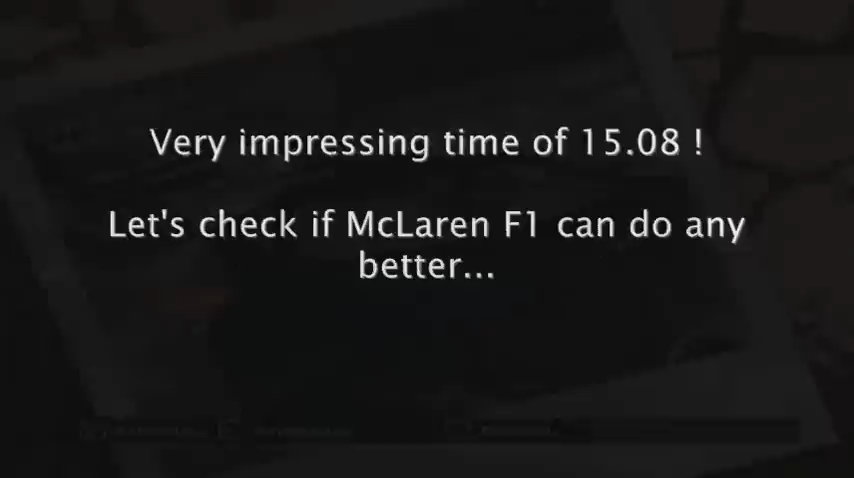 Very impressing time of 15.08 !
Let's check if McLaren F1 can do any
better...